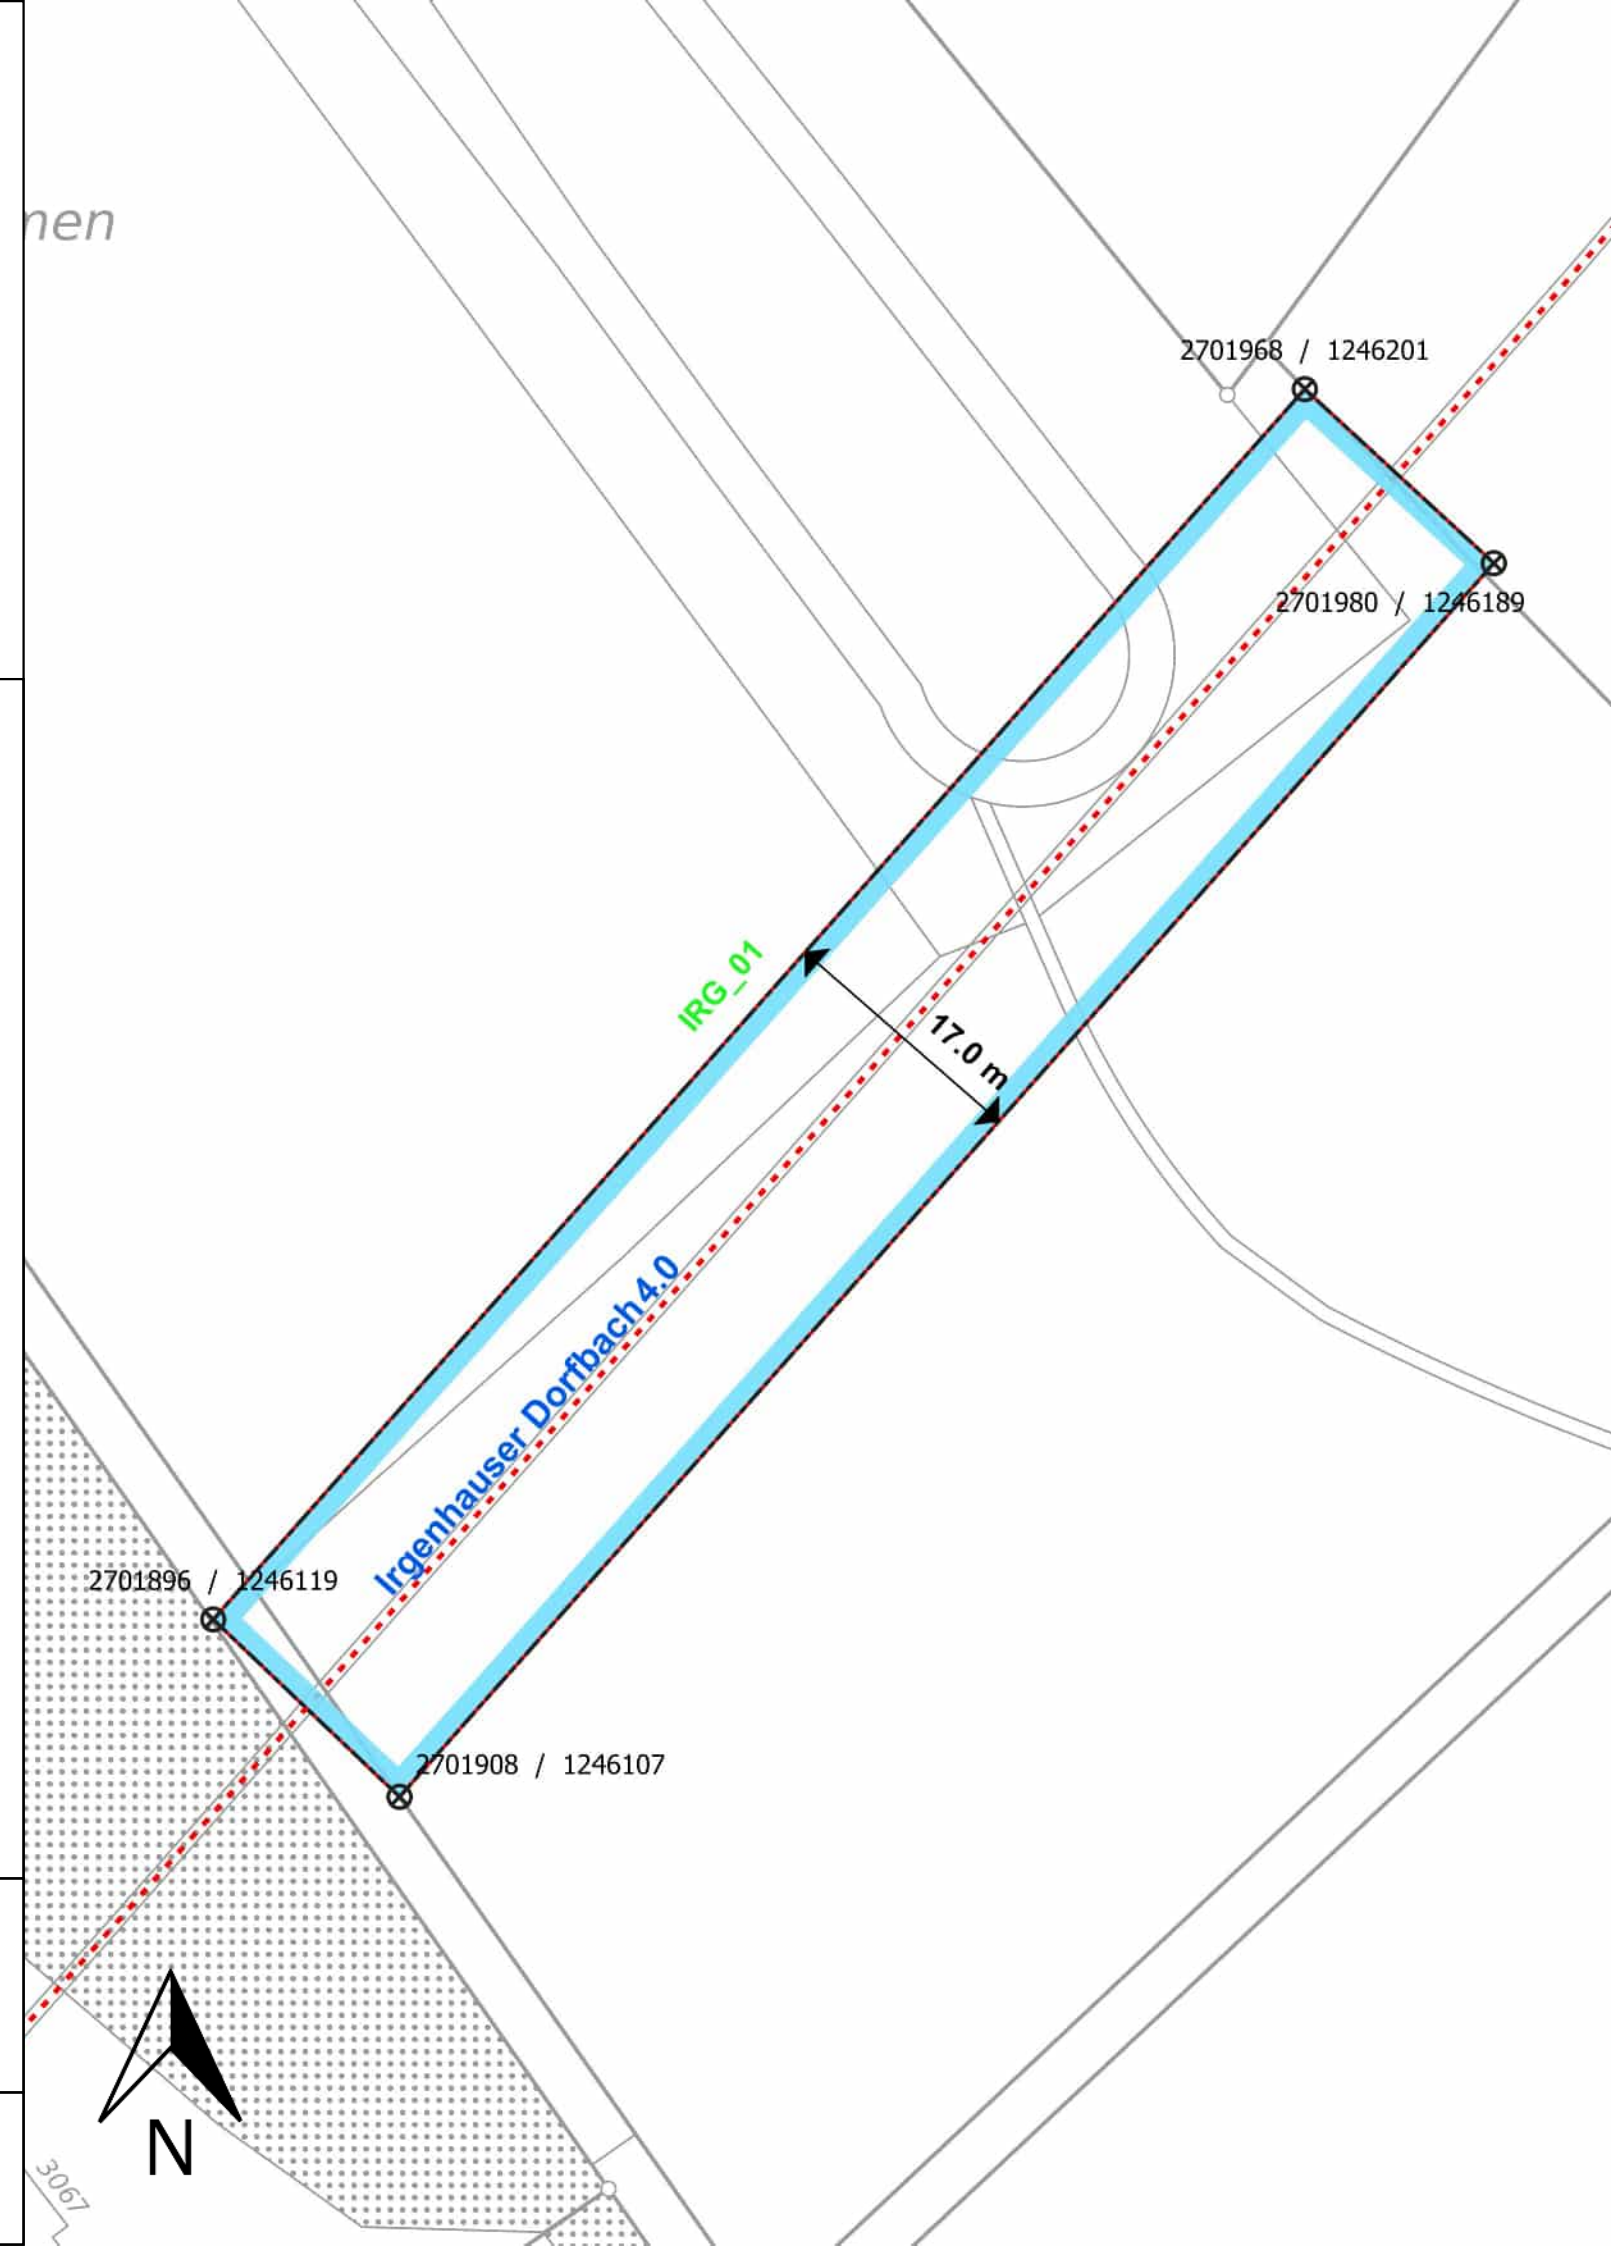 nen
2701968 / 1246201
2701980 / 1246189
IRG_01
17.0 m
Irgenhauser Dorfbach 4.0
2701896 / 1246119
2701908 / 1246107
N
3067